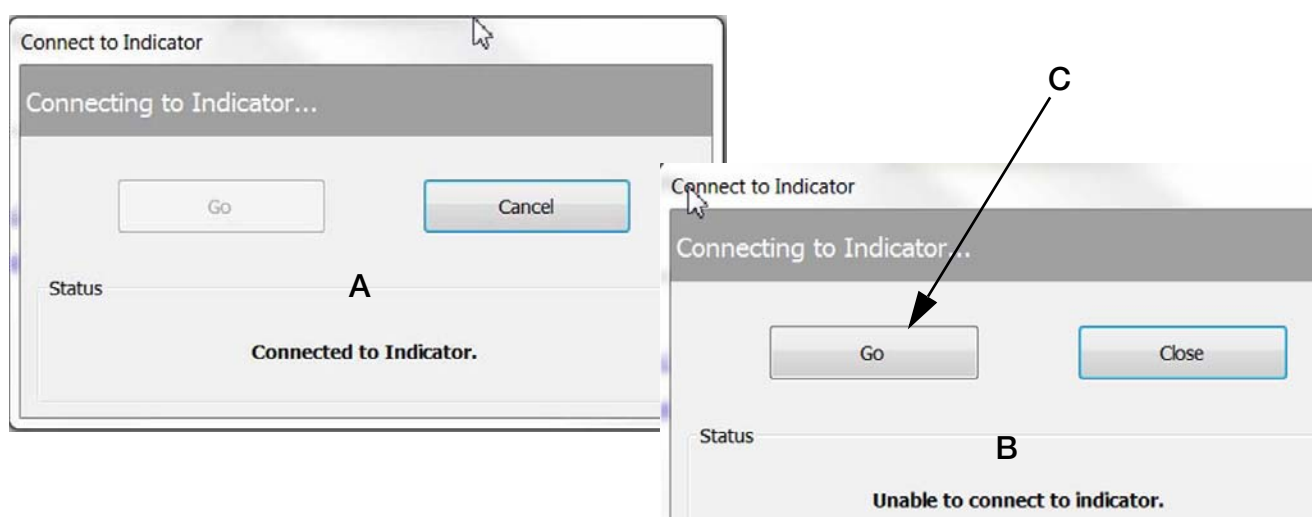 Connect to Indicator
Connecting to Indicator...
Go
Cancel
Status
A
Connected to Indicator.
C
Connect to Indicator
Connecting to Indicator...
Go
Close
Status
B
Unable to connect to indicator.